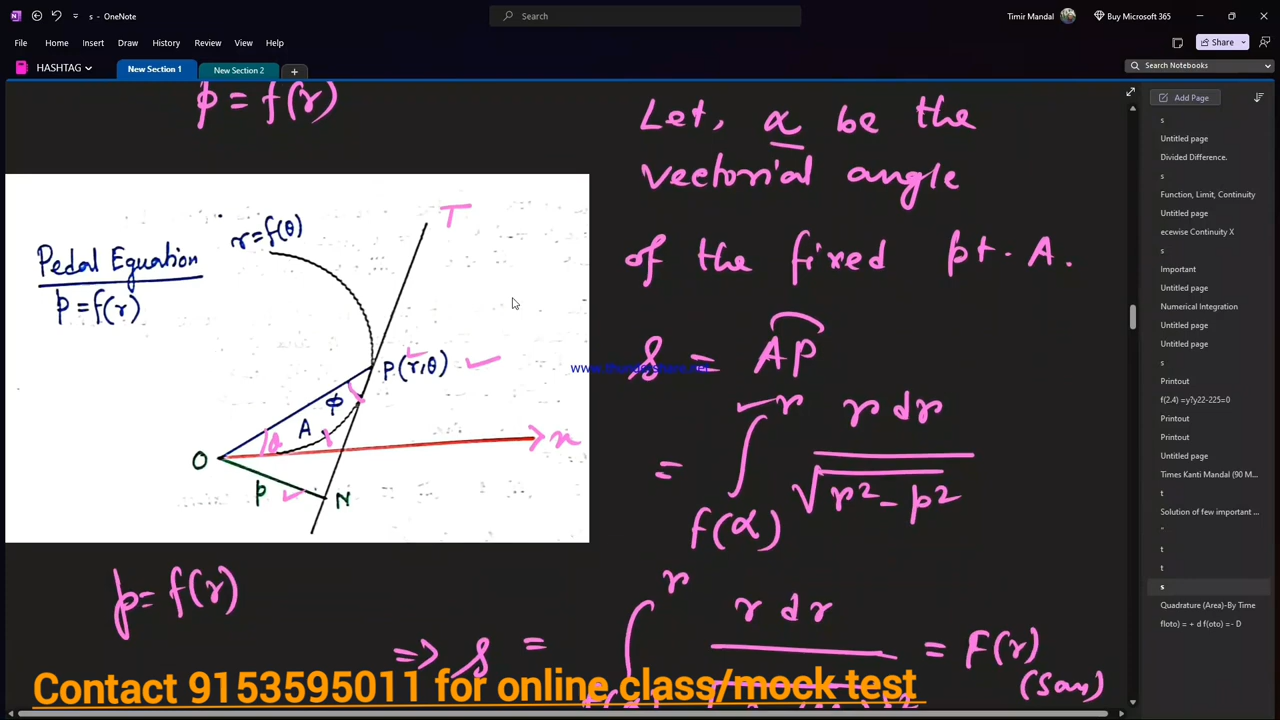 s - OneNote
Search
Timir Mandal
Buy Microsoft 365
File Home Insert Draw History Review View Help
Share
HASHTAG
New Section 1
New Section 2
+
Search Notebooks
Add Page
s
Untitled page
Divided Difference.
s
Function, Limit, Continuity
Untitled page
ecewise Continuity X
s
Important
Untitled page
Numerical Integration
Untitled page
Untitled page
s
Printout
f(2.4) =y?y22-225=0
Printout
Printout
Untitled page
Times Kanti Mandal (90 M...
t
Solution of few important ...
"
t
t
s
Quadrature (Area)-By Time
floto) = + d f(oto) =- D
p = f(r)
Pedal Equation
p = f(r)
r=f(θ)
T
P(r,θ)
φ
A
θ
O
x
p
N
p = f(r)
Let, α be the
vectorial angle
of the fixed pt. A.
s = AP
= ∫ f(α) r r dr
√r² - p²
=> s = ∫ r r dr = F(r)
(Say)
Contact 9153595011 for online class/mock test